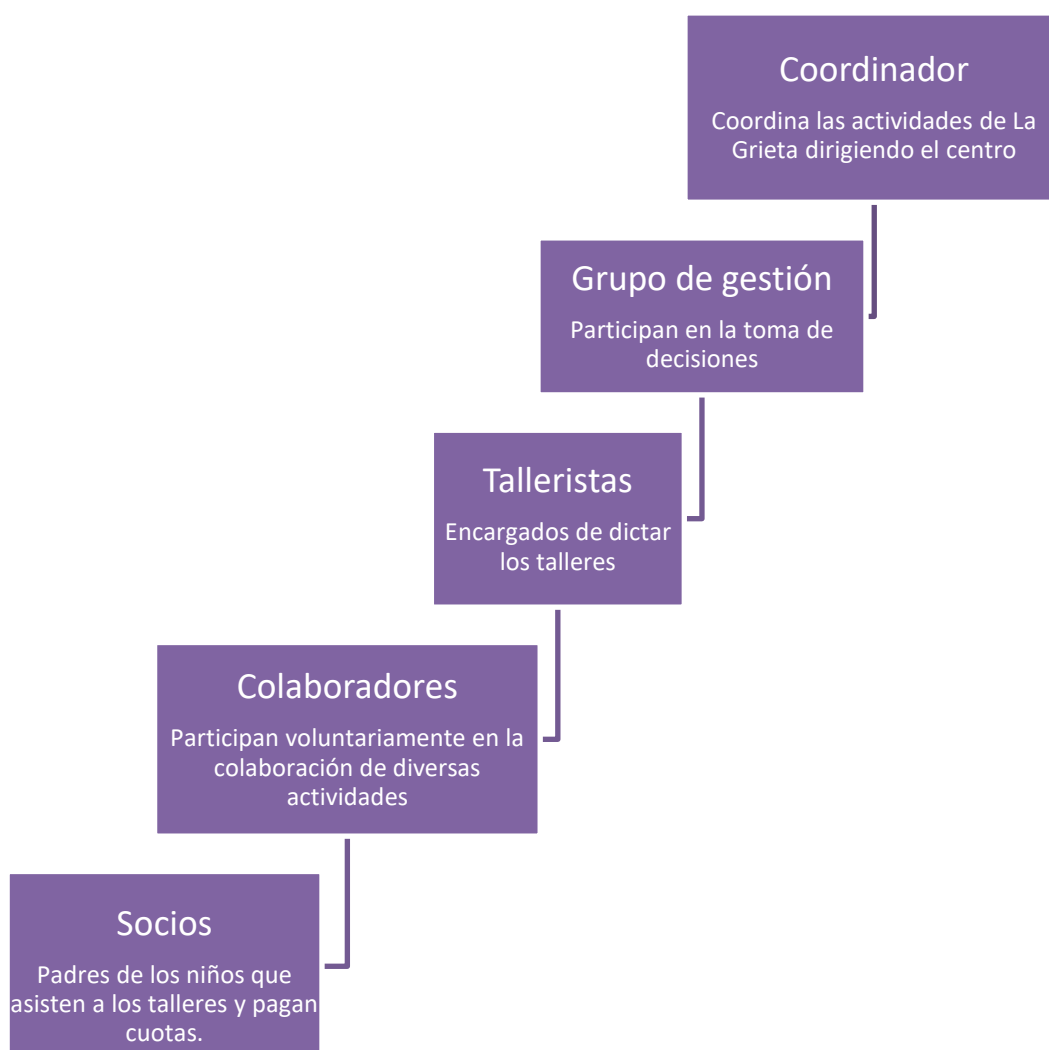 Coordinador
Coordina las actividades de La
Grieta dirigiendo el centro
Grupo de gestión
Participan en la toma de
decisiones
Talleristas
Encargados de dictar
los talleres
Colaboradores
Participan voluntariamente en la
colaboración de diversas
actividades
Socios
Padres de los niños que
asisten a los talleres y pagan
cuotas.